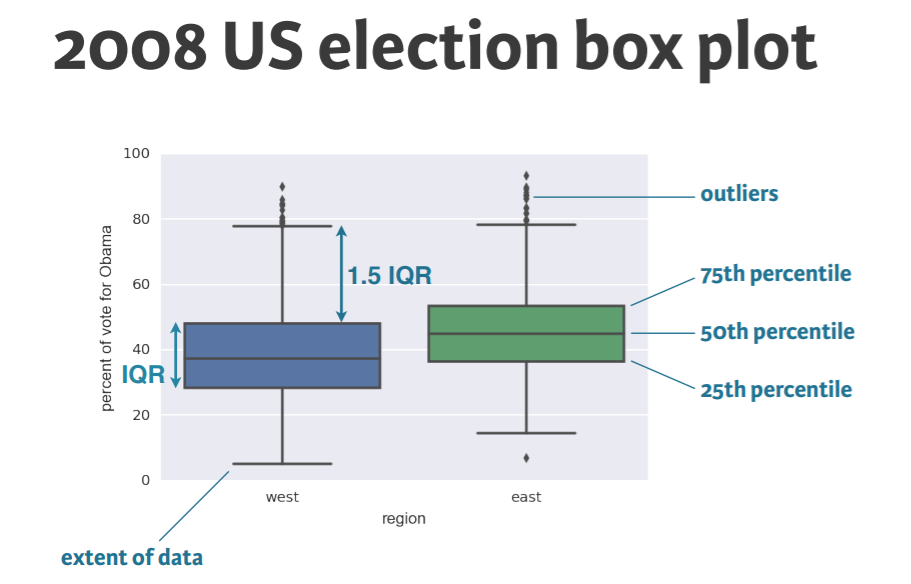 2008 US election box plot
100
80
60
40
20
0
percent of vote for Obama
IQR
1.5 IQR
outliers
75th percentile
50th percentile
25th percentile
west
east
region
extent of data